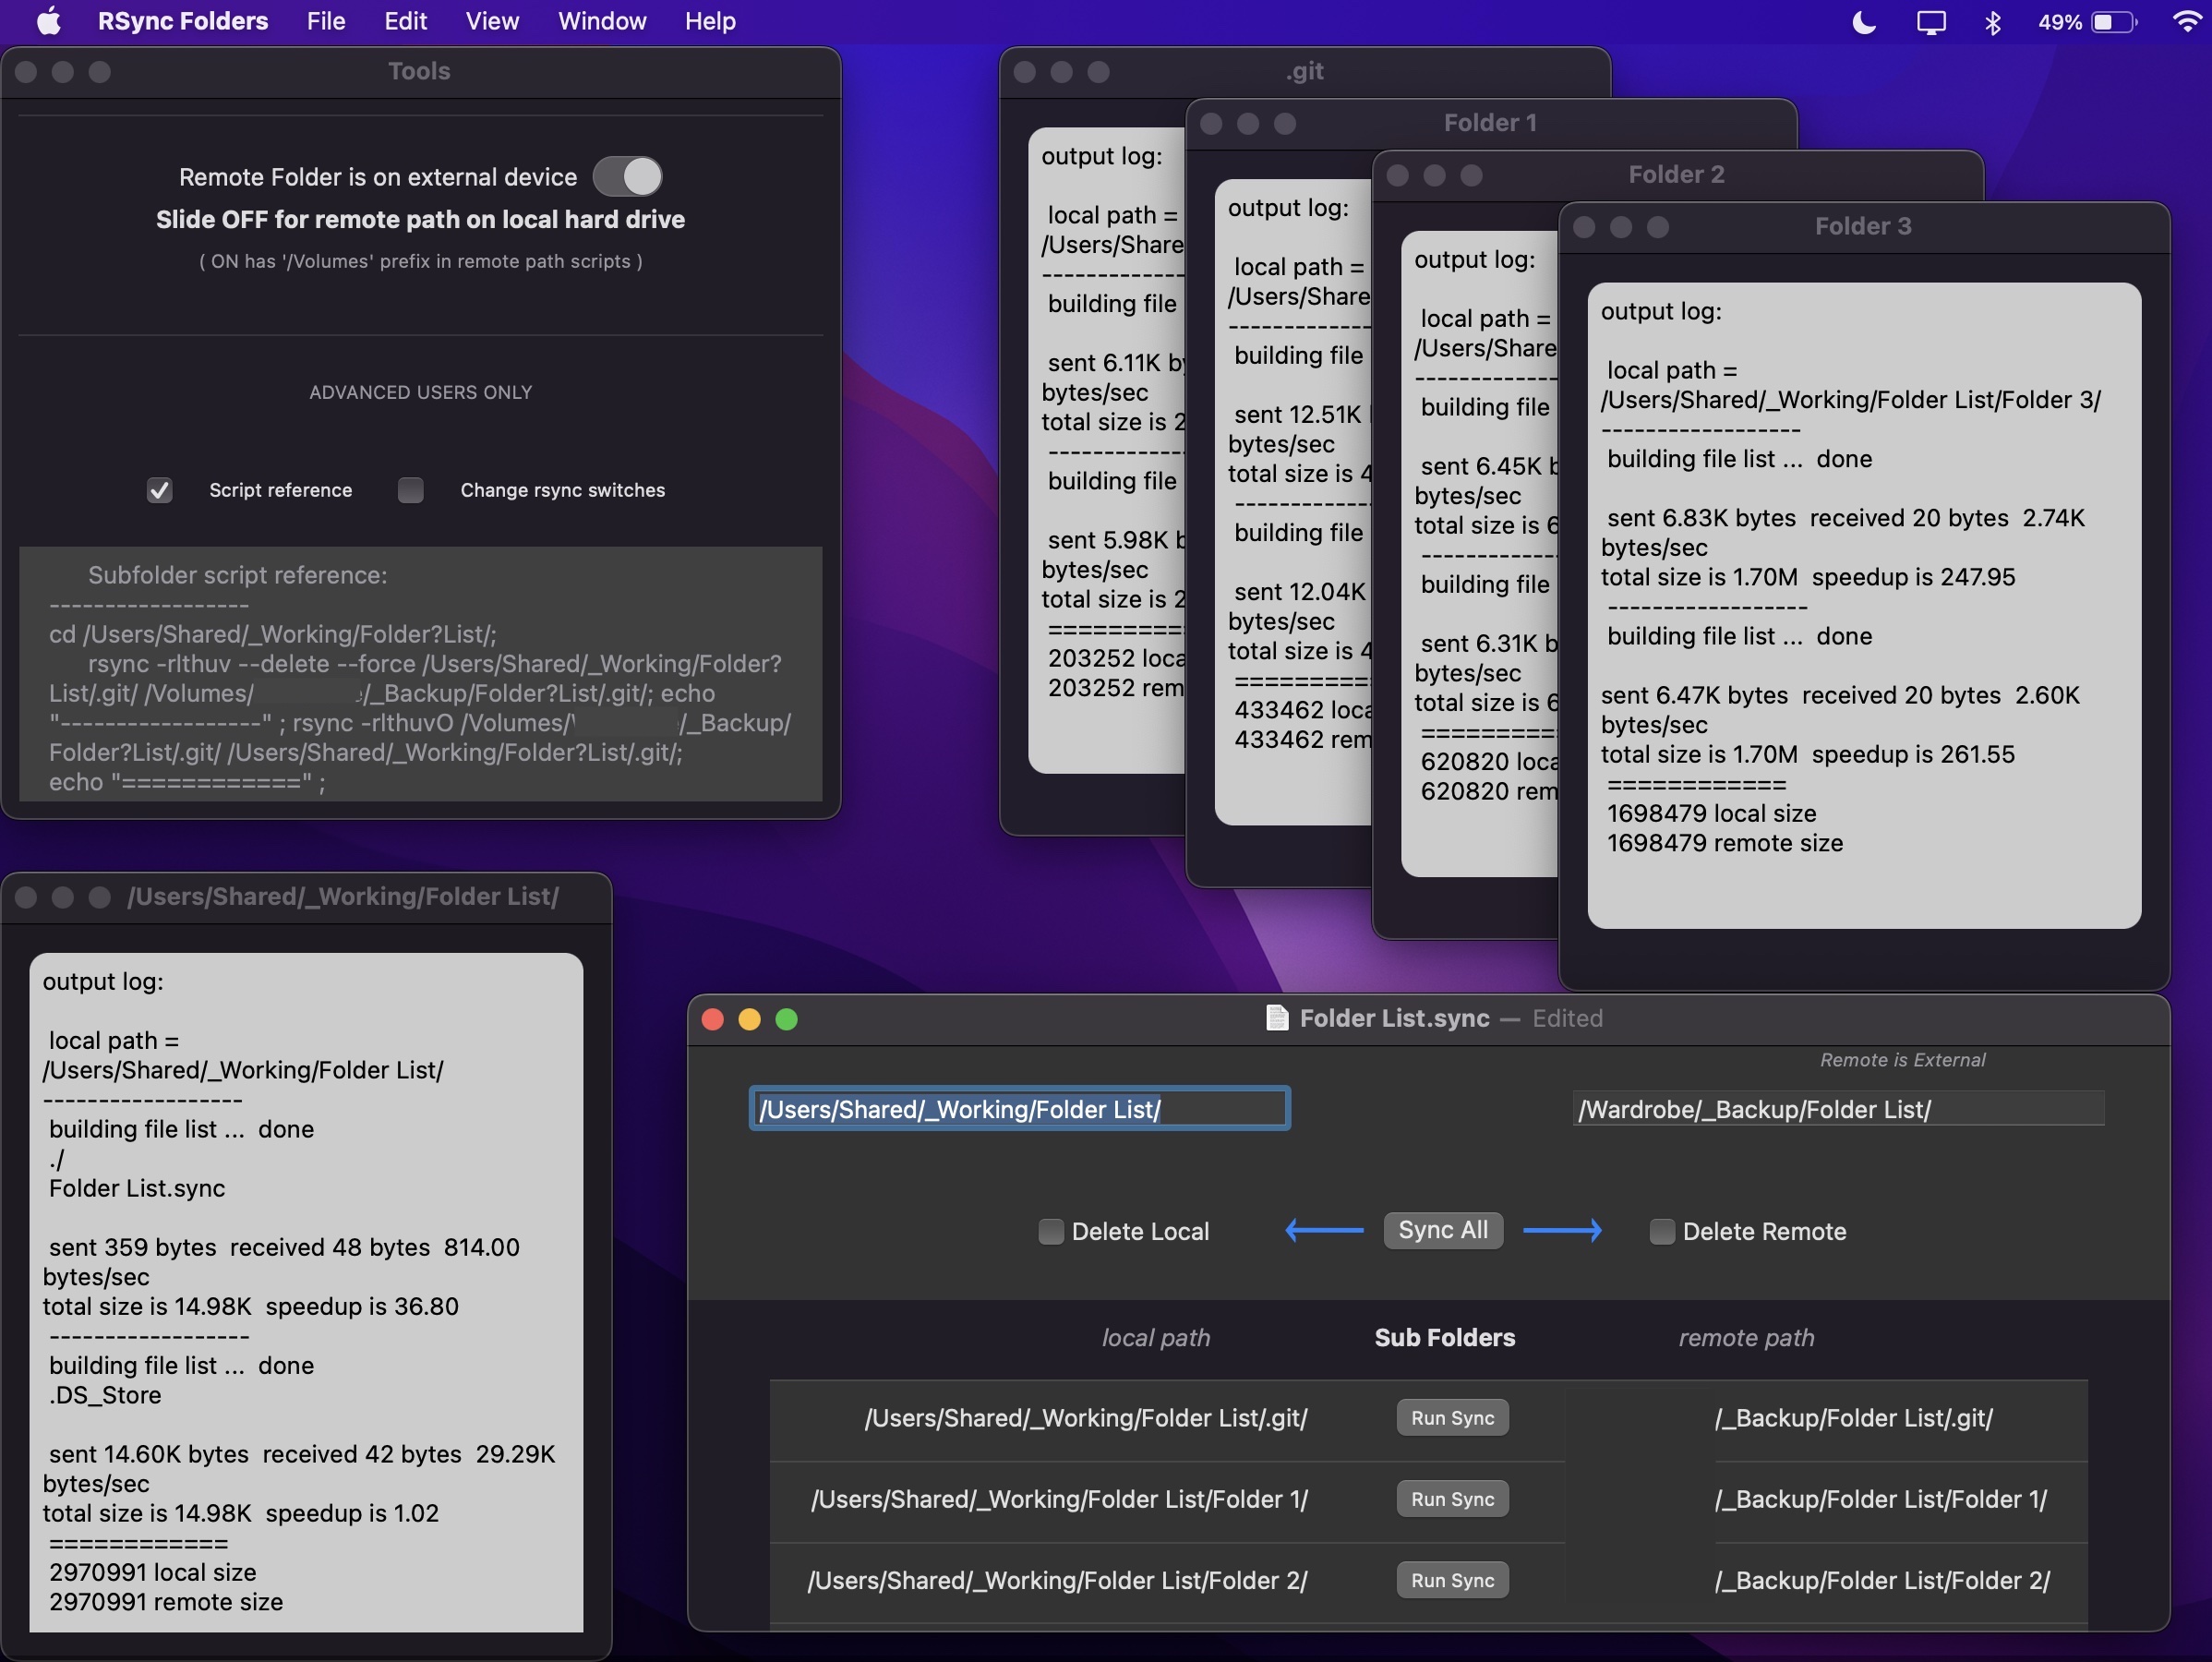 RSync Folders File Edit View Window Help 49%
Tools
Remote Folder is on external device
Slide OFF for remote path on local hard drive
( ON has '/Volumes' prefix in remote path scripts )
ADVANCED USERS ONLY
Script reference Change rsync switches
Subfolder script reference:
------------------
cd /Users/Shared/_Working/Folder?List/;
rsync -rlthuv --delete --force /Users/Shared/_Working/Folder?
List/.git/ /Volumes/ /_Backup/Folder?List/.git/; echo
"------------------" ; rsync -rlthuvO /Volumes/ /_Backup/
Folder?List/.git/ /Users/Shared/_Working/Folder?List/.git/;
echo "============" ;
.git
output log:
local path =
/Users/Share
------------------
building file
sent 6.11K by
bytes/sec
total size is 2
------------------
building file
sent 5.98K b
bytes/sec
total size is 2
============
203252 loca
203252 rem
Folder 1
output log:
local path =
/Users/Share
------------------
building file
sent 12.51K
bytes/sec
total size is 4
------------------
building file
sent 12.04K
bytes/sec
total size is 4
============
433462 loca
433462 rem
Folder 2
output log:
local path =
/Users/Share
------------------
building file
sent 6.45K b
bytes/sec
total size is 6
------------------
building file
sent 6.31K b
bytes/sec
total size is 6
============
620820 loca
620820 rem
Folder 3
output log:
local path =
/Users/Shared/_Working/Folder List/Folder 3/
------------------
building file list ... done
sent 6.83K bytes received 20 bytes 2.74K
bytes/sec
total size is 1.70M speedup is 247.95
------------------
building file list ... done
sent 6.47K bytes received 20 bytes 2.60K
bytes/sec
total size is 1.70M speedup is 261.55
============
1698479 local size
1698479 remote size
/Users/Shared/_Working/Folder List/
output log:
local path =
/Users/Shared/_Working/Folder List/
------------------
building file list ... done
./
Folder List.sync
sent 359 bytes received 48 bytes 814.00
bytes/sec
total size is 14.98K speedup is 36.80
------------------
building file list ... done
.DS_Store
sent 14.60K bytes received 42 bytes 29.29K
bytes/sec
total size is 14.98K speedup is 1.02
============
2970991 local size
2970991 remote size
Folder List.sync — Edited
Remote is External
/Users/Shared/_Working/Folder List/ /Wardrobe/_Backup/Folder List/
Delete Local Sync All Delete Remote
local path Sub Folders remote path
/Users/Shared/_Working/Folder List/.git/ Run Sync /_Backup/Folder List/.git/
/Users/Shared/_Working/Folder List/Folder 1/ Run Sync /_Backup/Folder List/Folder 1/
/Users/Shared/_Working/Folder List/Folder 2/ Run Sync /_Backup/Folder List/Folder 2/